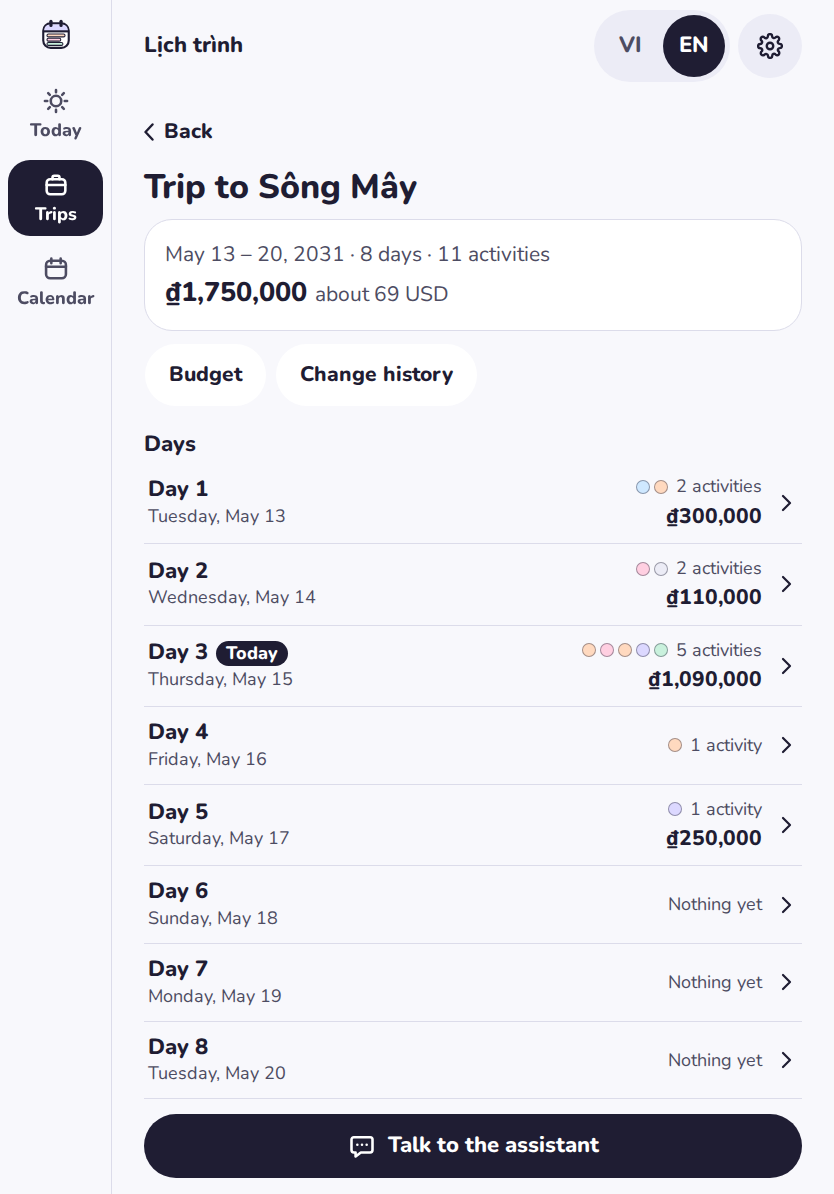 Lịch trình
VI
EN
Today
Trips
Calendar
Back
Trip to Sông Mây
May 13 – 20, 2031 · 8 days · 11 activities
₫1,750,000 about 69 USD
Budget
Change history
Days
Day 1
2 activities
Tuesday, May 13
₫300,000
Day 2
2 activities
Wednesday, May 14
₫110,000
Day 3 Today
5 activities
Thursday, May 15
₫1,090,000
Day 4
1 activity
Friday, May 16
Day 5
1 activity
Saturday, May 17
₫250,000
Day 6
Nothing yet
Sunday, May 18
Day 7
Nothing yet
Monday, May 19
Day 8
Nothing yet
Tuesday, May 20
Talk to the assistant